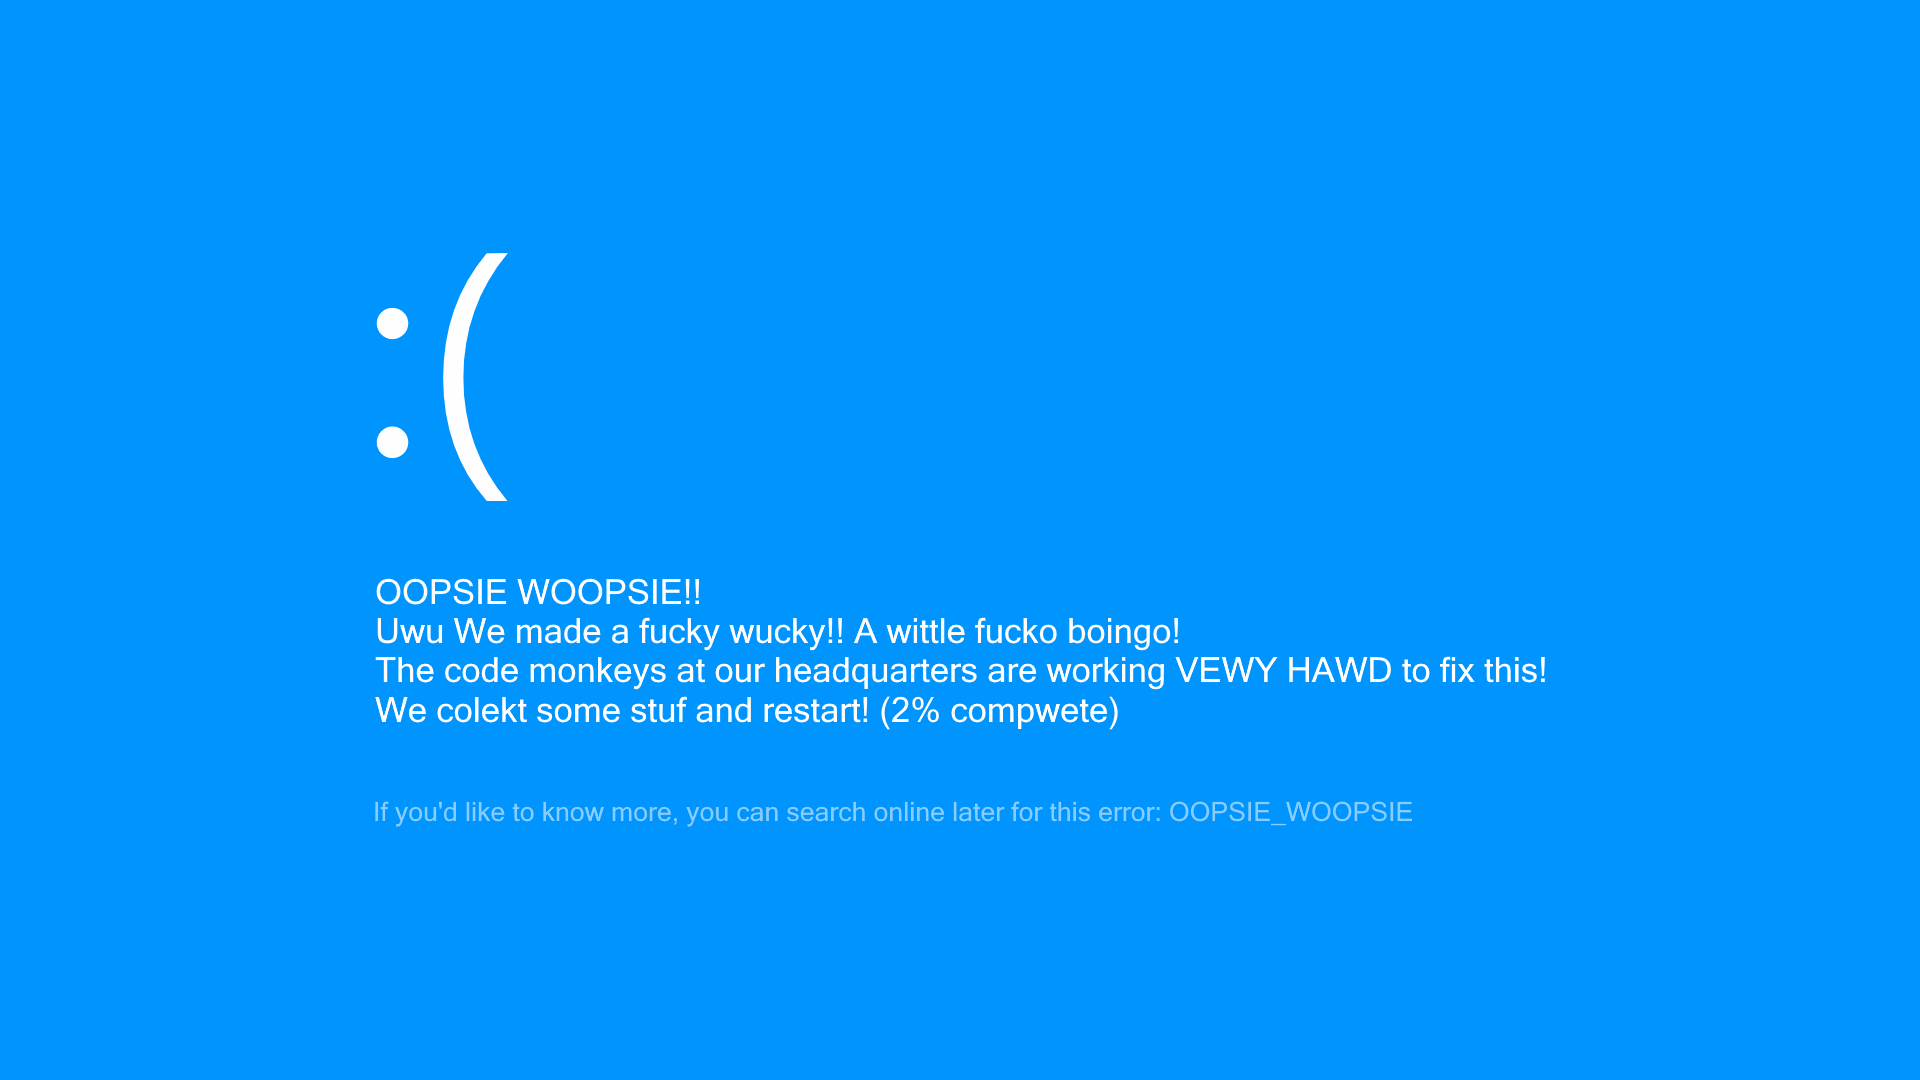 :(
OOPSIE WOOPSIE!!
Uwu We made a fucky wucky!! A wittle fucko boingo!
The code monkeys at our headquarters are working VEWY HAWD to fix this!
We colekt some stuf and restart! (2% compwete)
If you'd like to know more, you can search online later for this error: OOPSIE_WOOPSIE